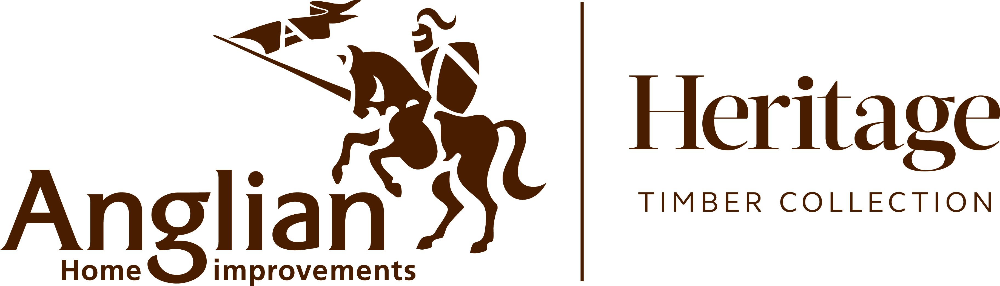 A
Anglian
Home improvements
Heritage
TIMBER COLLECTION